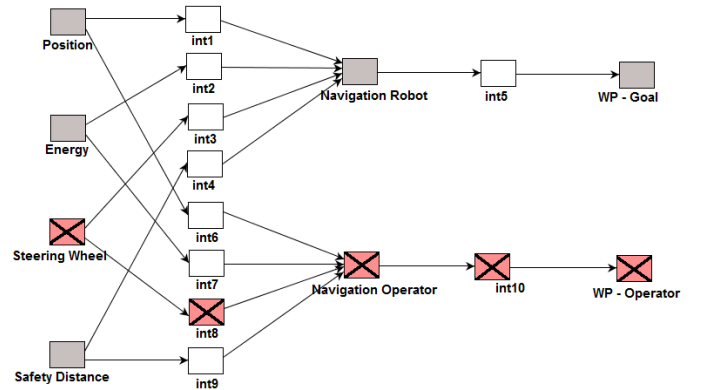 Position
int1
int2
Navigation Robot
int5
WP - Goal
Energy
int3
int4
Steering Wheel
int6
int7
Navigation Operator
int10
WP - Operator
int8
Safety Distance
int9